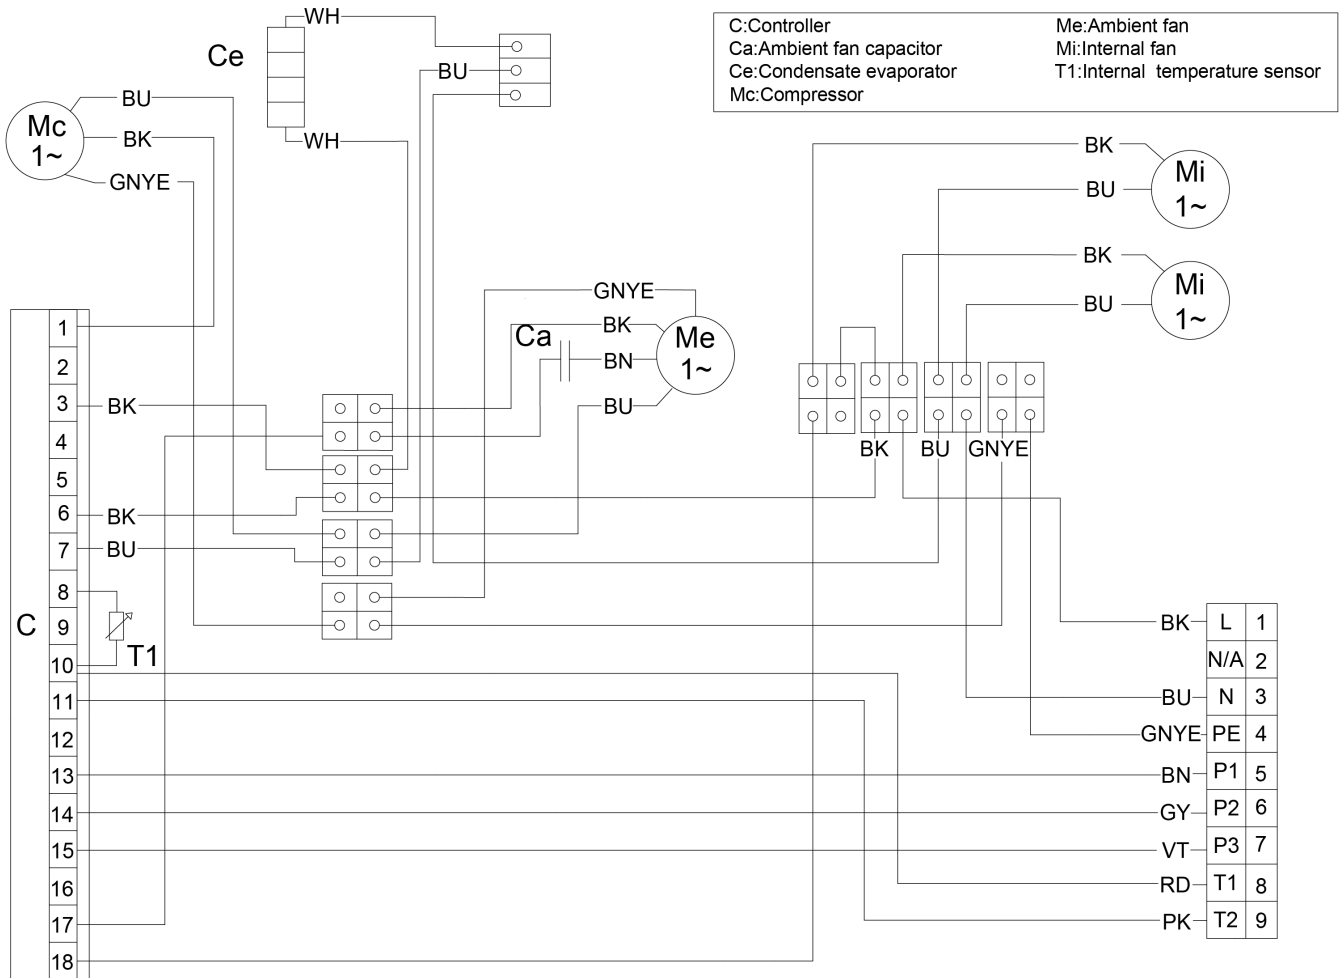 WH
C:Controller Me:Ambient fan
Ca:Ambient fan capacitor Mi:Internal fan
Ce:Condensate evaporator T1:Internal temperature sensor
Mc:Compressor
Ce
BU
BU
Mc
1~
BK
WH
GNYE
BK
Mi
1~
BU
BK
Mi
1~
BU
GNYE
Ca
BK
Me
1~
BN
BU
1
2
3
BK
4
5
6
BK
7
BU
8
9
C
T1
10
11
12
13
14
15
16
17
18
BK
BU
GNYE
BK L 1
N/A 2
BU N 3
GNYE PE 4
BN P1 5
GY P2 6
VT P3 7
RD T1 8
PK T2 9